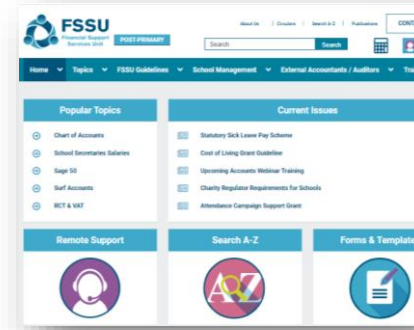 About Us | Circulars | Search A-Z | Publications
CONT
FSSU
Financial Support
Services Unit
POST-PRIMARY
Search
Search
Home
Topics
FSSU Guidelines
School Management
External Accountants / Auditors
Tra
Popular Topics
Chart of Accounts
School Secretaries Salaries
Sage 50
Surf Accounts
RCT & VAT
Current Issues
Statutory Sick Leave Pay Scheme
Cost of Living Grant Guideline
Upcoming Accounts Webinar Training
Charity Regulator Requirements for Schools
Attendance Campaign Support Grant
Remote Support
Search A-Z
A-Z
Forms & Template